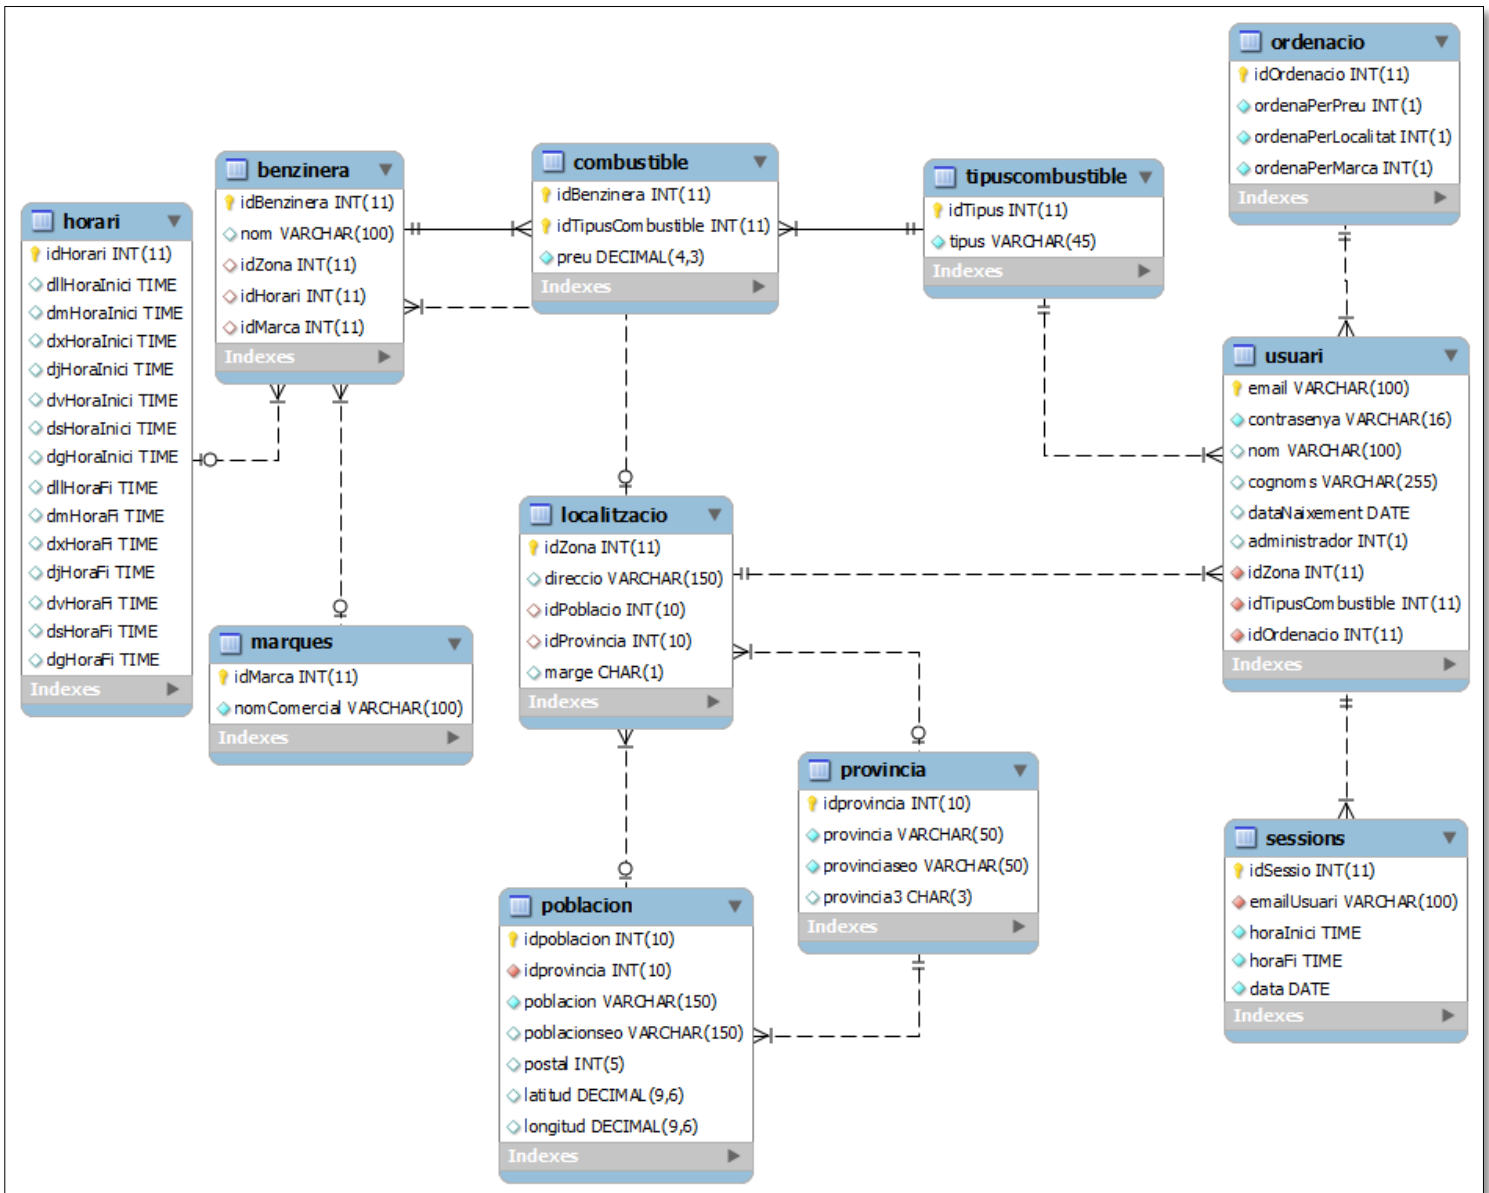 horari
idHorari INT(11)
dllHoraInici TIME
dmHoraInici TIME
dxHoraInici TIME
djHoraInici TIME
dvHoraInici TIME
dsHoraInici TIME
dgHoraInici TIME
dllHoraFi TIME
dmHoraFi TIME
dxHoraFi TIME
djHoraFi TIME
dvHoraFi TIME
dsHoraFi TIME
dgHoraFi TIME
Indexes
benzinera
idBenzinera INT(11)
nom VARCHAR(100)
idZona INT(11)
idHorari INT(11)
idMarca INT(11)
Indexes
marques
idMarca INT(11)
nomComercial VARCHAR(100)
Indexes
combustible
idBenzinera INT(11)
idTipusCombustible INT(11)
preu DECIMAL(4,3)
Indexes
localitzacio
idZona INT(11)
direccio VARCHAR(150)
idPoblacio INT(10)
idProvincia INT(10)
marge CHAR(1)
Indexes
poblacion
idpoblacion INT(10)
idprovincia INT(10)
poblacion VARCHAR(150)
poblacionseo VARCHAR(150)
postal INT(5)
latitud DECIMAL(9,6)
longitud DECIMAL(9,6)
Indexes
tipuscombustible
idTipus INT(11)
tipus VARCHAR(45)
Indexes
provincia
idprovincia INT(10)
provincia VARCHAR(50)
provinciaseo VARCHAR(50)
provincia3 CHAR(3)
Indexes
ordenacio
idOrdenacio INT(11)
ordenaPerPreu INT(1)
ordenaPerLocalitat INT(1)
ordenaPerMarca INT(1)
Indexes
usuari
email VARCHAR(100)
contrasenya VARCHAR(16)
nom VARCHAR(100)
cognoms VARCHAR(255)
dataNaixement DATE
administrador INT(1)
idZona INT(11)
idTipusCombustible INT(11)
idOrdenacio INT(11)
Indexes
sessions
idSessio INT(11)
emailUsuari VARCHAR(100)
horaInici TIME
horaFi TIME
data DATE
Indexes